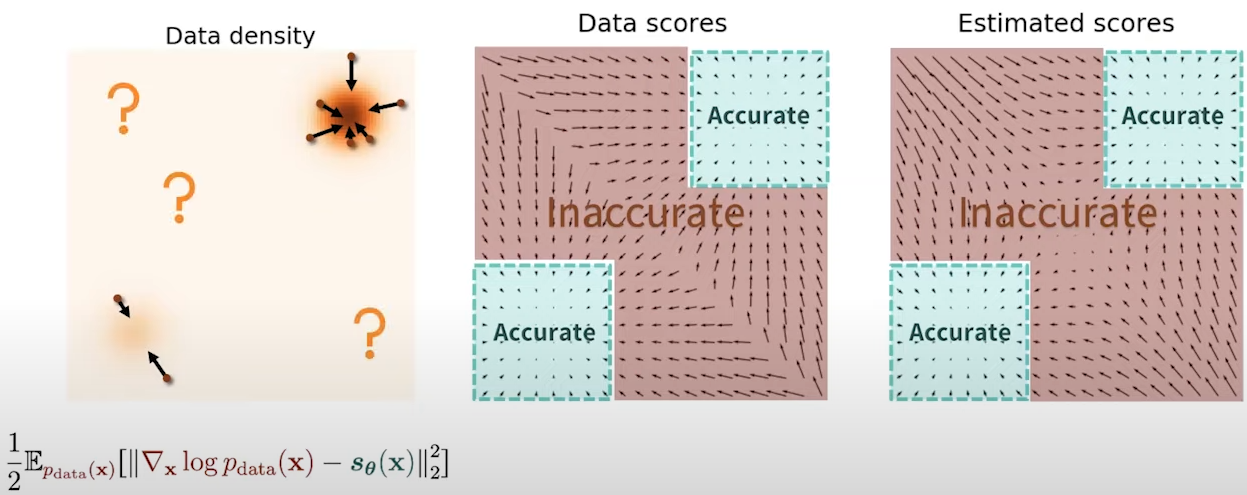 Data density
Data scores
Estimated scores
?
?
?
Accurate
Inaccurate
Accurate
Accurate
Inaccurate
Accurate
$\frac{1}{2}\mathbb{E}_{p_{\text{data}}(\mathbf{x})}[\|\nabla_{\mathbf{x}} \log p_{\text{data}}(\mathbf{x}) - \boldsymbol{s}_{\boldsymbol{\theta}}(\mathbf{x})\|_2^2]$